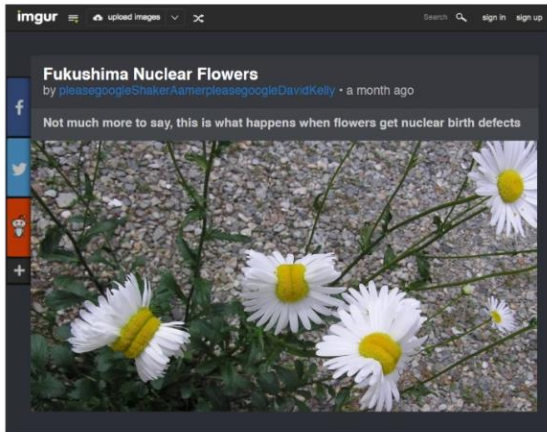 imgur upload images Search sign in sign up
Fukushima Nuclear Flowers
by pleasegoogleShakerAamerpleasegoogleDavidKelly • a month ago
Not much more to say, this is what happens when flowers get nuclear birth defects